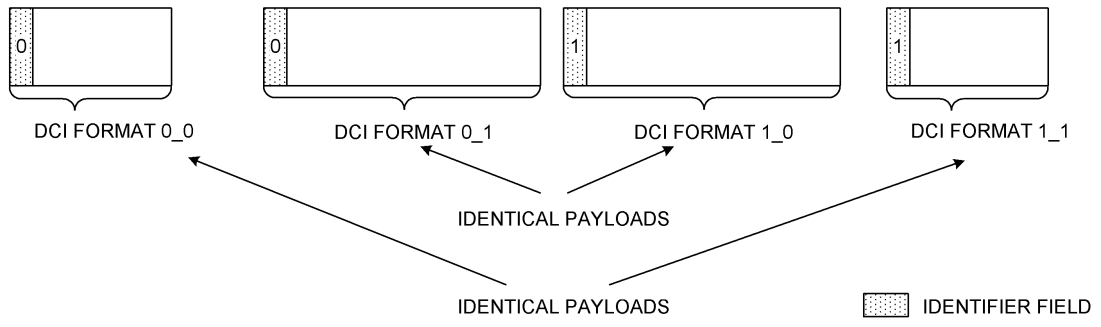 0 0 1 1
DCI FORMAT 0_0 DCI FORMAT 0_1 DCI FORMAT 1_0 DCI FORMAT 1_1
IDENTICAL PAYLOADS
IDENTICAL PAYLOADS IDENTIFIER FIELD